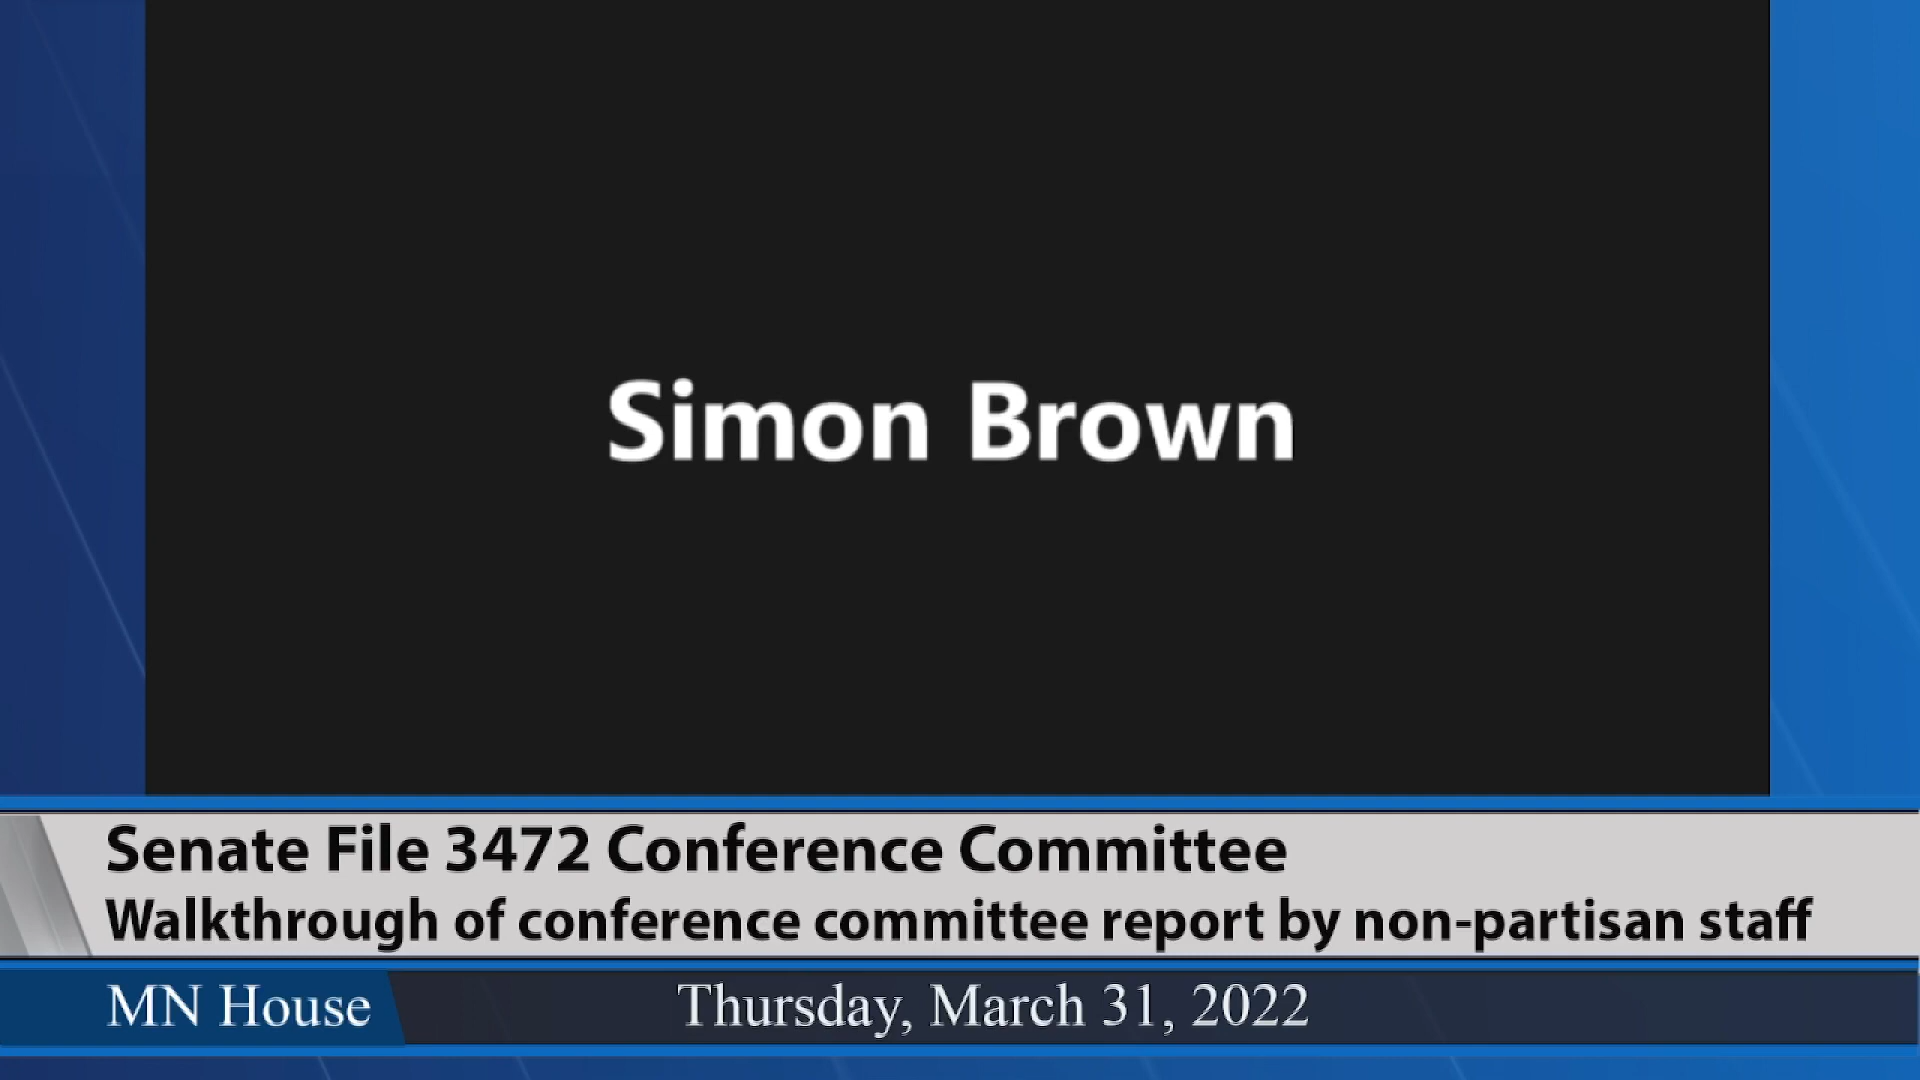 Simon Brown
Senate File 3472 Conference Committee
Walkthrough of conference committee report by non-partisan staff
MN House
Thursday, March 31, 2022